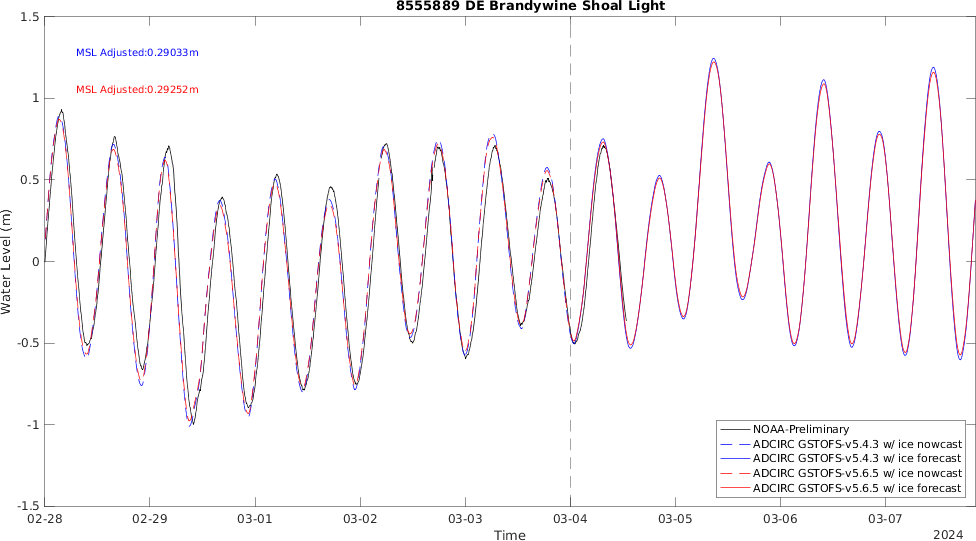 8555889 DE Brandywine Shoal Light
MSL Adjusted:0.29033m
MSL Adjusted:0.29252m
Water Level (m)
1.5
1
0.5
0
-0.5
-1
-1.5
NOAA-Preliminary
ADCIRC GSTOFS-v5.4.3 w/ ice nowcast
ADCIRC GSTOFS-v5.4.3 w/ ice forecast
ADCIRC GSTOFS-v5.6.5 w/ ice nowcast
ADCIRC GSTOFS-v5.6.5 w/ ice forecast
02-28 02-29 03-01 03-02 03-03 03-04 03-05 03-06 03-07
Time
2024